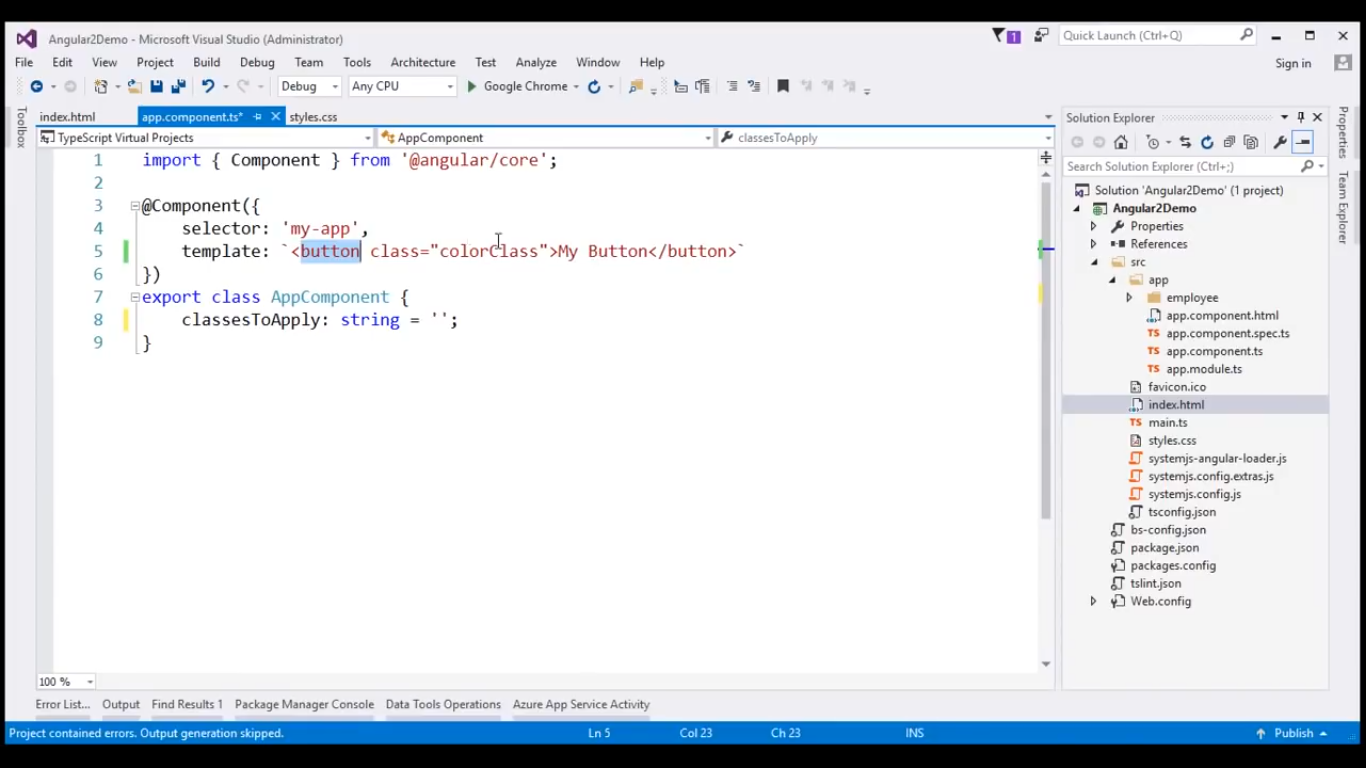 Angular2Demo - Microsoft Visual Studio (Administrator)
1
Quick Launch (Ctrl+Q)
File Edit View Project Build Debug Team Tools Architecture Test Analyze Window Help
Sign in
Debug Any CPU Google Chrome
Toolbox
index.html app.component.ts* styles.css
TypeScript Virtual Projects AppComponent classesToApply
1 import { Component } from '@angular/core';
2
3 @Component({
4 selector: 'my-app',
5 template: `<button class="colorClass">My Button</button>`
6 })
7 export class AppComponent {
8 classesToApply: string = '';
9 }
100 %
Solution Explorer
Search Solution Explorer (Ctrl+;)
Solution 'Angular2Demo' (1 project)
Angular2Demo
Properties
References
src
app
employee
app.component.html
TS app.component.spec.ts
TS app.component.ts
TS app.module.ts
favicon.ico
index.html
TS main.ts
styles.css
systemjs-angular-loader.js
systemjs.config.extras.js
systemjs.config.js
tsconfig.json
bs-config.json
package.json
packages.config
tslint.json
Web.config
Properties
Team Explorer
Error List... Output Find Results 1 Package Manager Console Data Tools Operations Azure App Service Activity
Project contained errors. Output generation skipped. Ln 5 Col 23 Ch 23 INS Publish